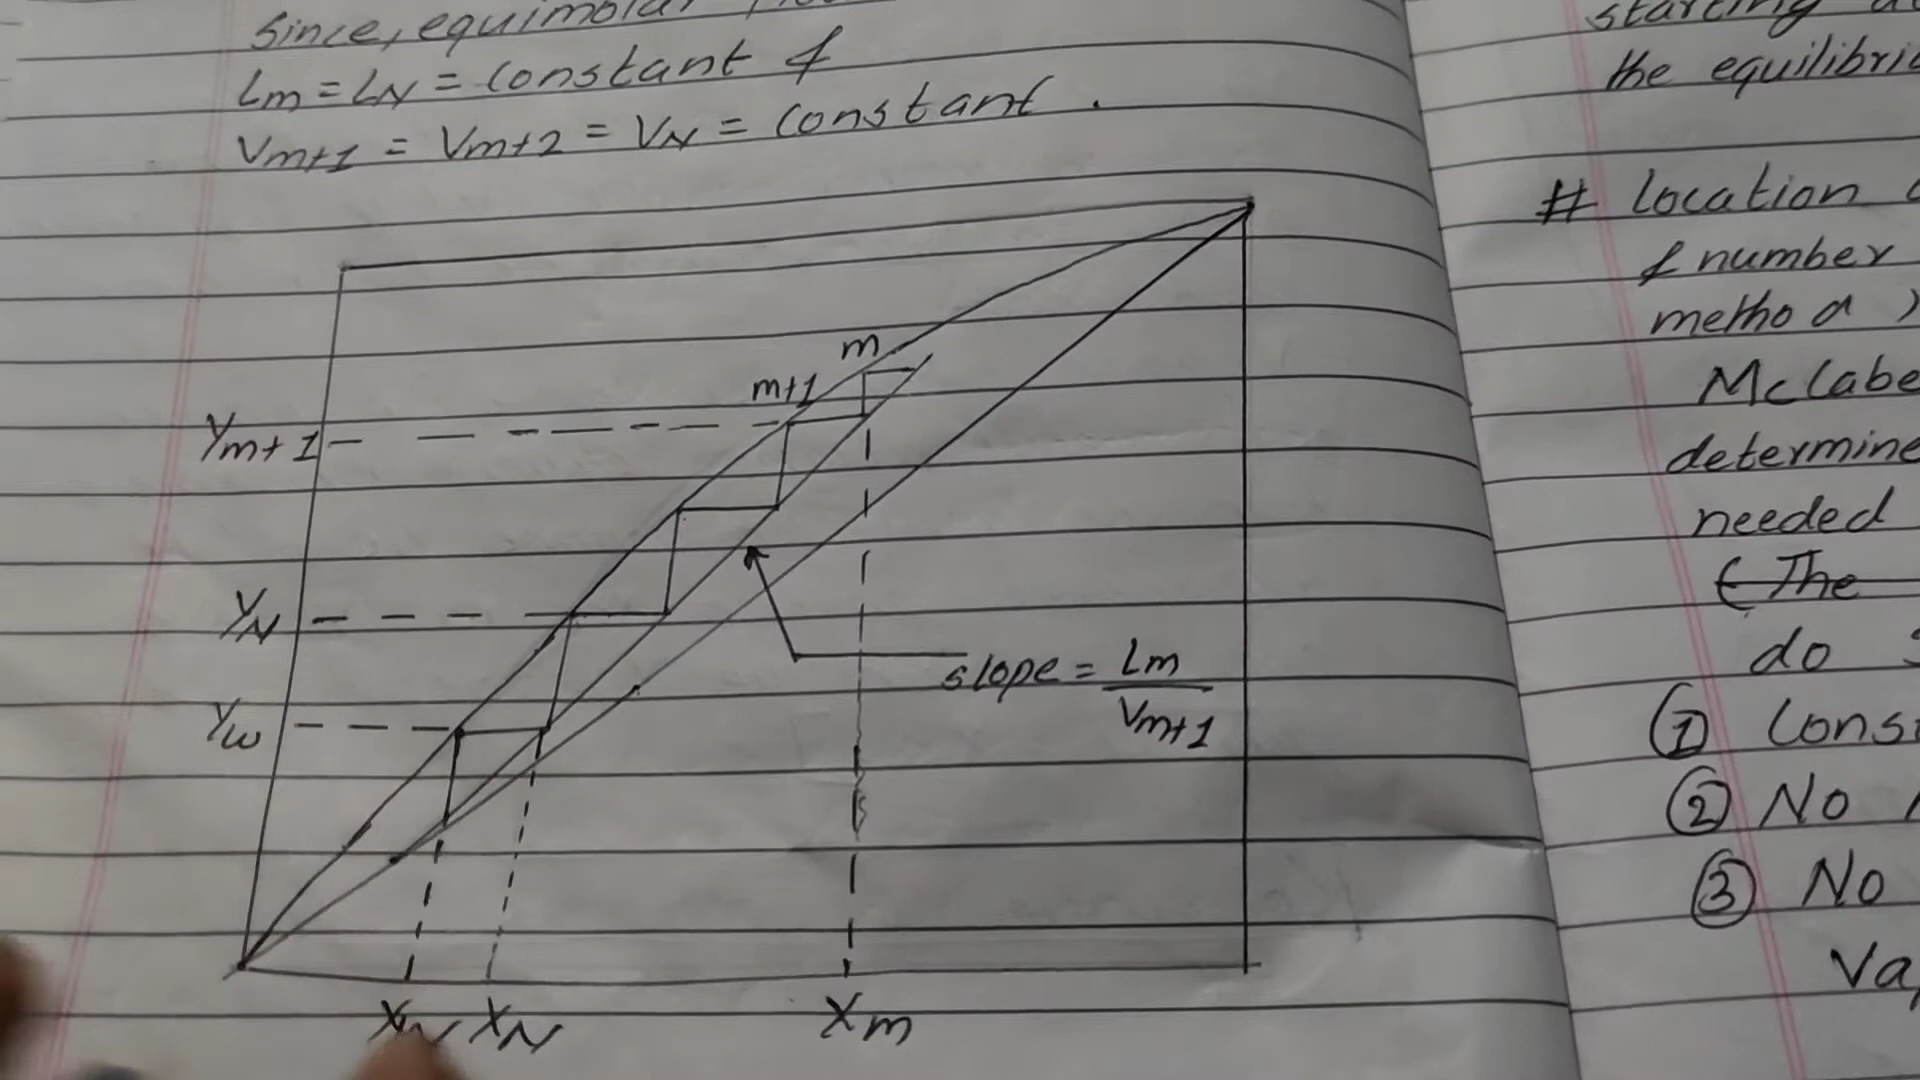 Since, equimolar
Lm = LN = constant &
Vm+1 = Vm+2 = VN = constant.
m
m+1
Ym+1
YN
slope = Lm
Vm+1
Yw
XN
Xm
starting
the equilibri
# Location
& number
method)
McCabe
determine
needed
(The
do
① Cons
② No
③ No
Va